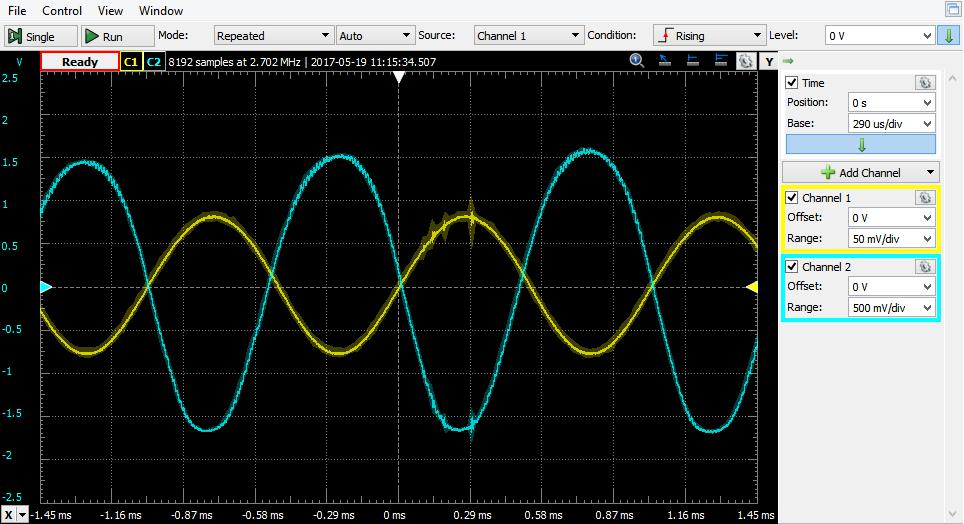 File Control View Window
Single Run Mode: Repeated Auto Source: Channel 1 Condition: Rising Level: 0 V
V Ready C1 C2 8192 samples at 2.702 MHz | 2017-05-19 11:15:34.507 Y
2.5
2
1.5
1
0.5
0
-0.5
-1
-1.5
-2
-2.5
X -1.45 ms -1.16 ms -0.87 ms -0.58 ms -0.29 ms 0 ms 0.29 ms 0.58 ms 0.87 ms 1.16 ms 1.45 ms
Time
Position: 0 s
Base: 290 us/div
Add Channel
Channel 1
Offset: 0 V
Range: 50 mV/div
Channel 2
Offset: 0 V
Range: 500 mV/div